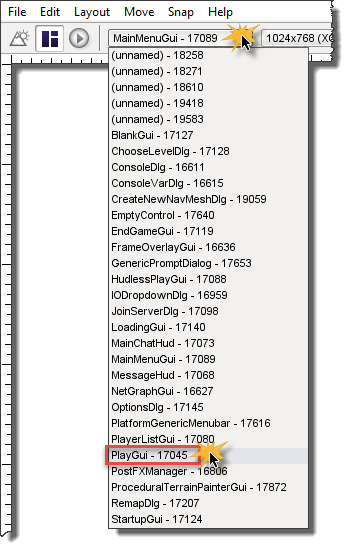 File Edit Layout Move Snap Help
MainMenuGui - 17089 1024x768 (XG
(unnamed) - 18258
(unnamed) - 18271
(unnamed) - 18610
(unnamed) - 19418
(unnamed) - 19583
BlankGui - 17127
ChooseLevelDlg - 17128
ConsoleDlg - 16611
ConsoleVarDlg - 16615
CreateNewNavMeshDlg - 19059
EmptyControl - 17640
EndGameGui - 17119
FrameOverlayGui - 16636
GenericPromptDialog - 17653
HudlessPlayGui - 17088
IODropdownDlg - 16959
JoinServerDlg - 17098
LoadingGui - 17140
MainChatHud - 17073
MainMenuGui - 17089
MessageHud - 17068
NetGraphGui - 16627
OptionsDlg - 17145
PlatformGenericMenubar - 17616
PlayerListGui - 17080
PlayGui - 17045
PostFXManager - 16806
ProceduralTerrainPainterGui - 17872
RemapDlg - 17207
StartupGui - 17124